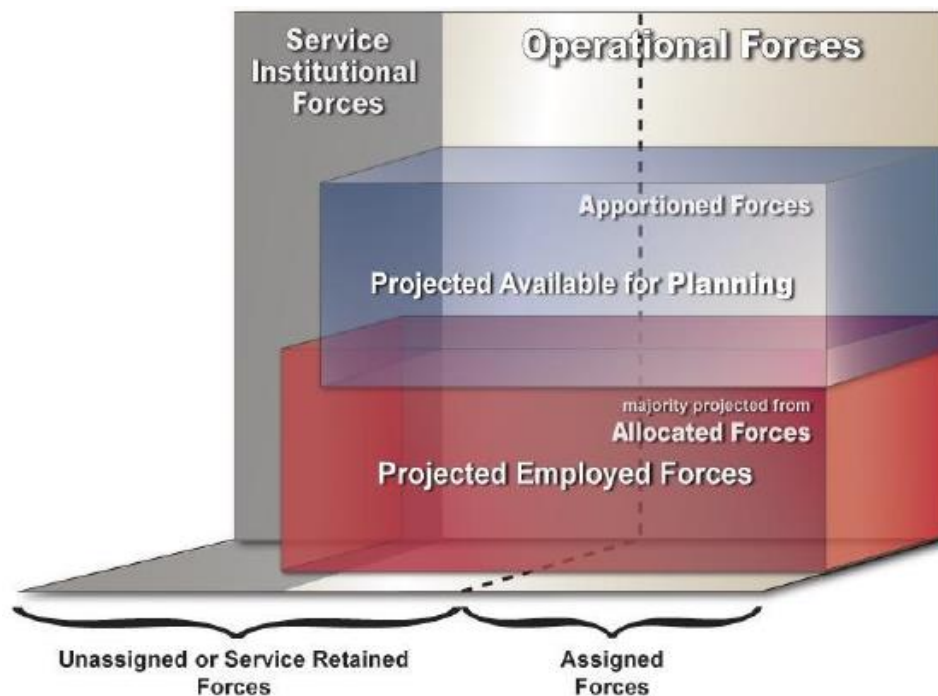 Service
Institutional
Forces
Operational Forces
Apportioned Forces
Projected Available for Planning
majority projected from
Allocated Forces
Projected Employed Forces
Unassigned or Service Retained
Forces
Assigned
Forces